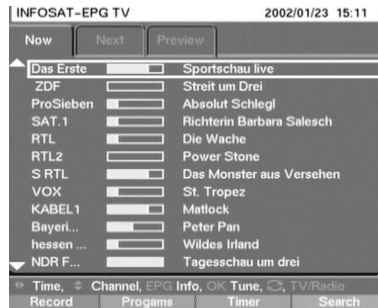 INFOSAT-EPG TV 2002/01/23 15:11
Now Next Preview
Das Erste Sportschau live
ZDF Streit um Drei
ProSieben Absolut Schlegl
SAT.1 Richterin Barbara Salesch
RTL Die Wache
RTL2 Power Stone
S RTL Das Monster aus Versehen
VOX St. Tropez
KABEL1 Matlock
Bayeri... Peter Pan
hessen ... Wildes Irland
NDR F... Tagesschau um drei
Time, Channel, EPG Info, OK Tune, TV/Radio
Record Progams Timer Search